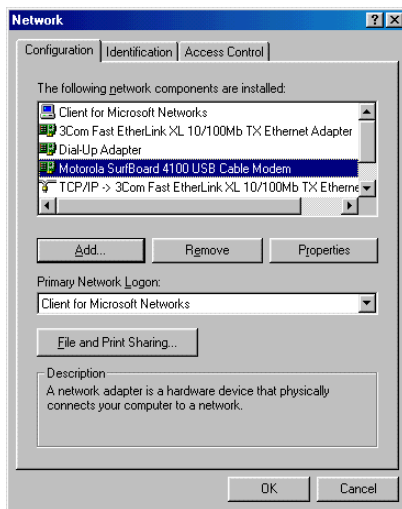 Network
Configuration Identification Access Control
The following network components are installed:
Client for Microsoft Networks
3Com Fast EtherLink XL 10/100Mb TX Ethernet Adapter
Dial-Up Adapter
Motorola SurfBoard 4100 USB Cable Modem
TCP/IP -> 3Com Fast EtherLink XL 10/100Mb TX Etherne
Add... Remove Properties
Primary Network Logon:
Client for Microsoft Networks
File and Print Sharing...
Description
A network adapter is a hardware device that physically
connects your computer to a network.
OK Cancel